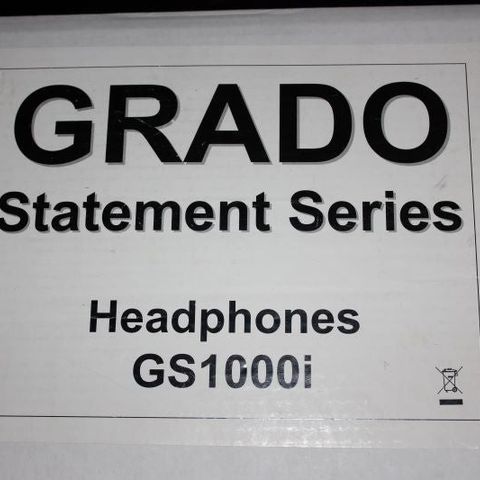 GRADO
Statement Series
Headphones
GS1000i